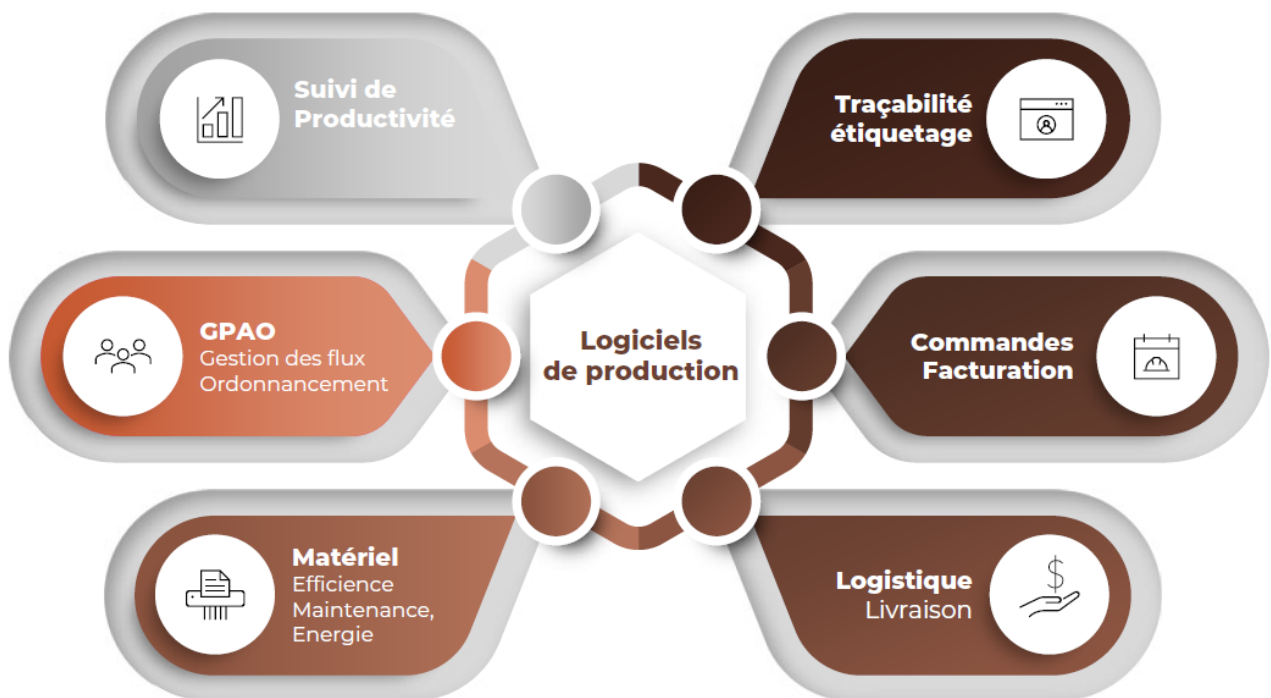 Suivi de
Productivité
Traçabilité
étiquetage
GPAO
Gestion des flux
Ordonnancement
Logiciels
de production
Commandes
Facturation
Matériel
Efficience
Maintenance,
Energie
Logistique
Livraison
$